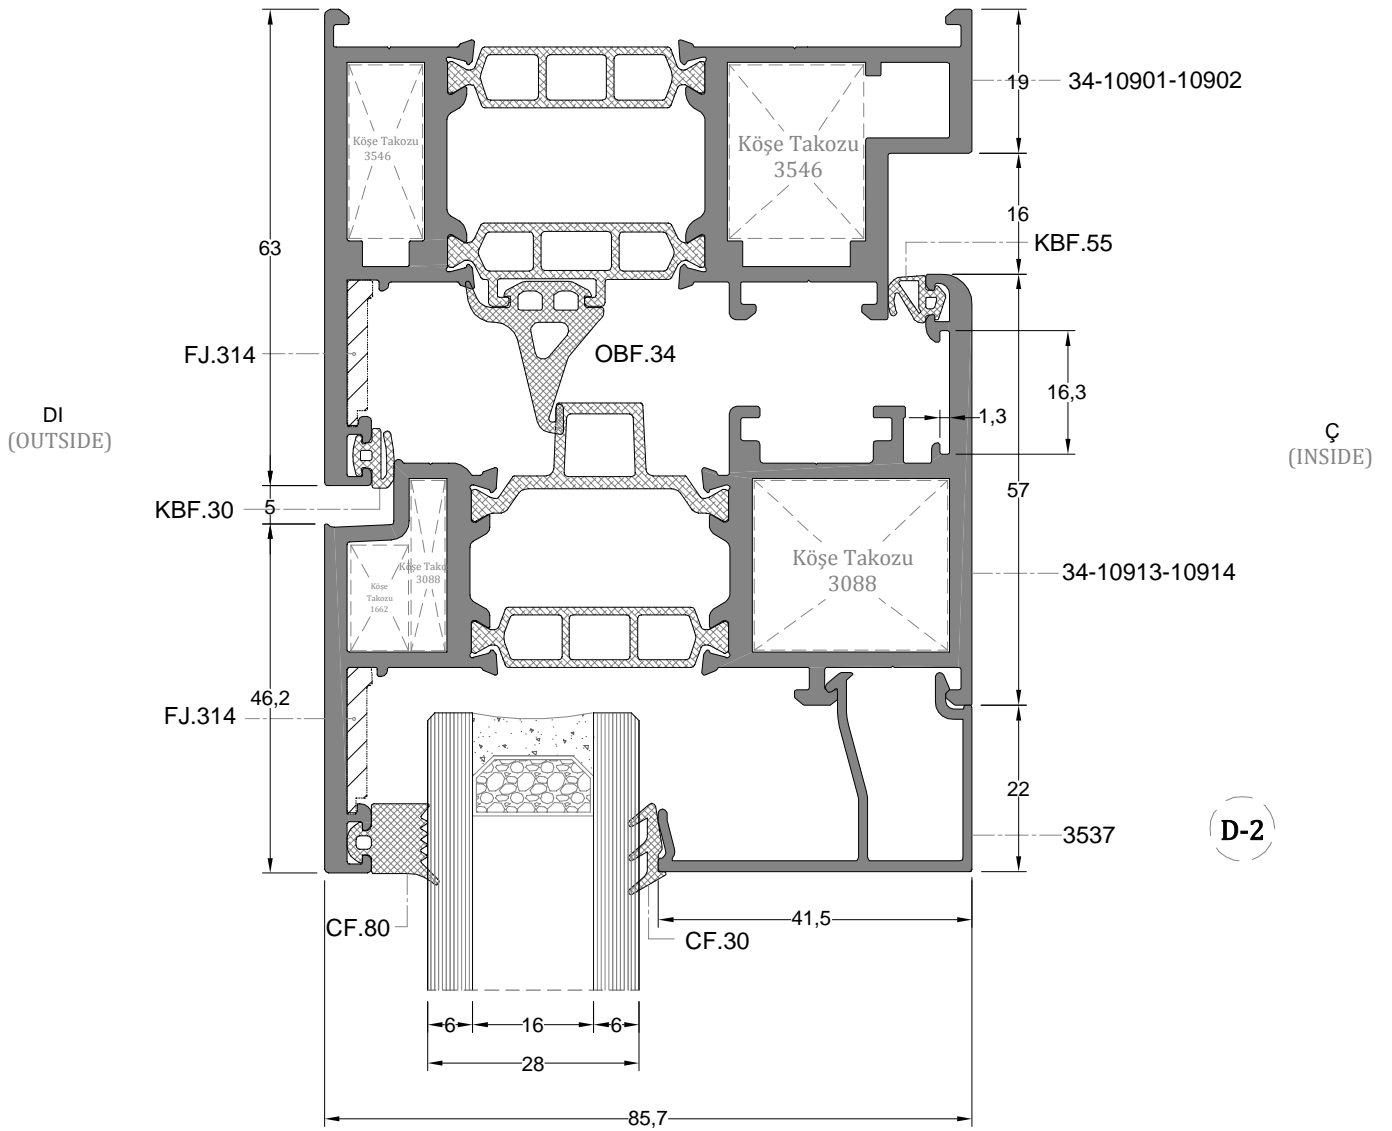 34-10901-10902
19
Köşe Takozu
3546
Köşe Takozu
3546
16
KBF.55
63
FJ.314
OBF.34
16,3
1,3
DI
(OUTSIDE)
Ç
(INSIDE)
57
KBF.30
5
Köşe Takozu
3088
Köşe Tako
3088
Köşe
Takozu
1662
34-10913-10914
46,2
FJ.314
22
3537
D-2
CF.80
41,5
CF.30
6
16
6
28
85,7